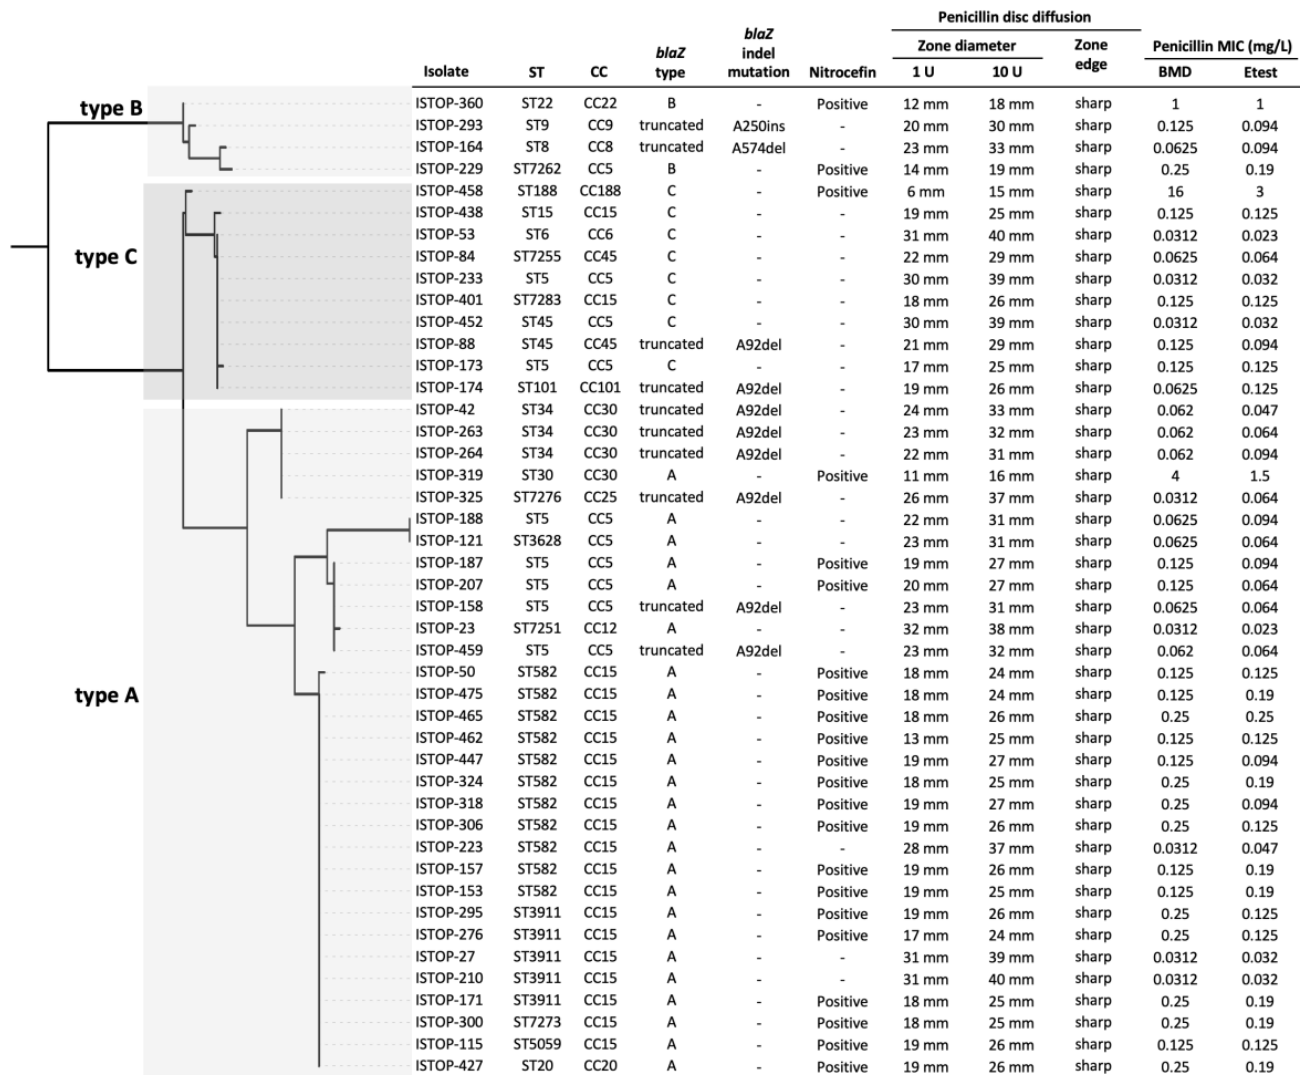 Penicillin disc diffusion
blaZ
blaZ indel Zone diameter Zone Penicillin MIC (mg/L)
Isolate ST CC type mutation Nitrocefin 1 U 10 U edge BMD Etest
type B
ISTOP-360 ST22 CC22 B - Positive 12 mm 18 mm sharp 1 1
ISTOP-293 ST9 CC9 truncated A250ins - 20 mm 30 mm sharp 0.125 0.094
ISTOP-164 ST8 CC8 truncated A574del - 23 mm 33 mm sharp 0.0625 0.094
ISTOP-229 ST7262 CC5 B - Positive 14 mm 19 mm sharp 0.25 0.19
type C
ISTOP-458 ST188 CC188 C - Positive 6 mm 15 mm sharp 16 3
ISTOP-438 ST15 CC15 C - - 19 mm 25 mm sharp 0.125 0.125
ISTOP-53 ST6 CC6 C - - 31 mm 40 mm sharp 0.0312 0.023
ISTOP-84 ST7255 CC45 C - - 22 mm 29 mm sharp 0.0625 0.064
ISTOP-233 ST5 CC5 C - - 30 mm 39 mm sharp 0.0312 0.032
ISTOP-401 ST7283 CC15 C - - 18 mm 26 mm sharp 0.125 0.125
ISTOP-452 ST45 CC5 C - - 30 mm 39 mm sharp 0.0312 0.032
ISTOP-88 ST45 CC45 truncated A92del - 21 mm 29 mm sharp 0.125 0.094
ISTOP-173 ST5 CC5 C - - 17 mm 25 mm sharp 0.125 0.125
ISTOP-174 ST101 CC101 truncated A92del - 19 mm 26 mm sharp 0.0625 0.125
type A
ISTOP-42 ST34 CC30 truncated A92del - 24 mm 33 mm sharp 0.062 0.047
ISTOP-263 ST34 CC30 truncated A92del - 23 mm 32 mm sharp 0.062 0.064
ISTOP-264 ST34 CC30 truncated A92del - 22 mm 31 mm sharp 0.062 0.094
ISTOP-319 ST30 CC30 A - Positive 11 mm 16 mm sharp 4 1.5
ISTOP-325 ST7276 CC25 truncated A92del - 26 mm 37 mm sharp 0.0312 0.064
ISTOP-188 ST5 CC5 A - - 22 mm 31 mm sharp 0.0625 0.094
ISTOP-121 ST3628 CC5 A - - 23 mm 31 mm sharp 0.0625 0.064
ISTOP-187 ST5 CC5 A - Positive 19 mm 27 mm sharp 0.125 0.094
ISTOP-207 ST5 CC5 A - Positive 20 mm 27 mm sharp 0.125 0.064
ISTOP-158 ST5 CC5 truncated A92del - 23 mm 31 mm sharp 0.0625 0.064
ISTOP-23 ST7251 CC12 A - - 32 mm 38 mm sharp 0.0312 0.023
ISTOP-459 ST5 CC5 truncated A92del - 23 mm 32 mm sharp 0.062 0.064
ISTOP-50 ST582 CC15 A - Positive 18 mm 24 mm sharp 0.125 0.125
ISTOP-475 ST582 CC15 A - Positive 18 mm 24 mm sharp 0.125 0.19
ISTOP-465 ST582 CC15 A - Positive 18 mm 26 mm sharp 0.25 0.25
ISTOP-462 ST582 CC15 A - Positive 13 mm 25 mm sharp 0.125 0.125
ISTOP-447 ST582 CC15 A - Positive 19 mm 27 mm sharp 0.125 0.094
ISTOP-324 ST582 CC15 A - Positive 18 mm 25 mm sharp 0.25 0.19
ISTOP-318 ST582 CC15 A - Positive 19 mm 27 mm sharp 0.25 0.094
ISTOP-306 ST582 CC15 A - Positive 19 mm 26 mm sharp 0.25 0.125
ISTOP-223 ST582 CC15 A - - 28 mm 37 mm sharp 0.0312 0.047
ISTOP-157 ST582 CC15 A - Positive 19 mm 26 mm sharp 0.125 0.19
ISTOP-153 ST582 CC15 A - Positive 19 mm 25 mm sharp 0.125 0.19
ISTOP-295 ST3911 CC15 A - Positive 19 mm 26 mm sharp 0.25 0.125
ISTOP-276 ST3911 CC15 A - Positive 17 mm 24 mm sharp 0.25 0.125
ISTOP-27 ST3911 CC15 A - - 31 mm 39 mm sharp 0.0312 0.032
ISTOP-210 ST3911 CC15 A - - 31 mm 40 mm sharp 0.0312 0.032
ISTOP-171 ST3911 CC15 A - Positive 18 mm 25 mm sharp 0.25 0.19
ISTOP-300 ST7273 CC15 A - Positive 18 mm 25 mm sharp 0.25 0.19
ISTOP-115 ST5059 CC15 A - Positive 19 mm 26 mm sharp 0.125 0.125
ISTOP-427 ST20 CC20 A - Positive 19 mm 26 mm sharp 0.25 0.19